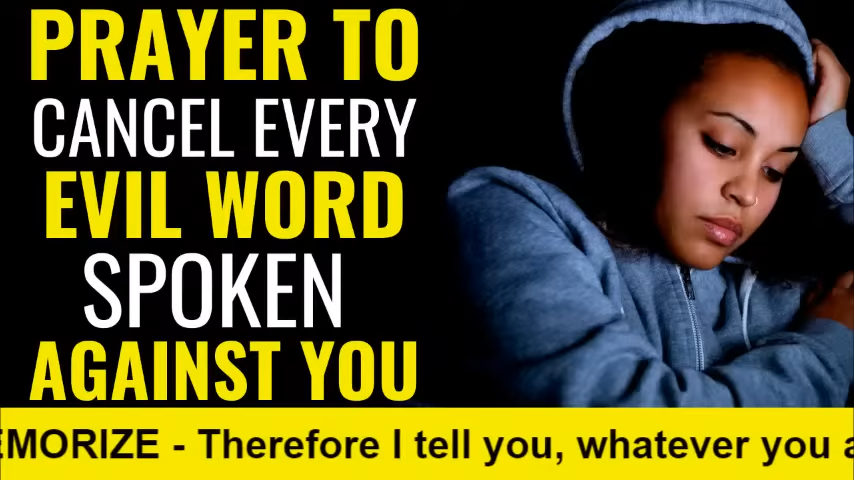 PRAYER TO
CANCEL EVERY
EVIL WORD
SPOKEN
AGAINST YOU
EMORIZE - Therefore I tell you, whatever you a